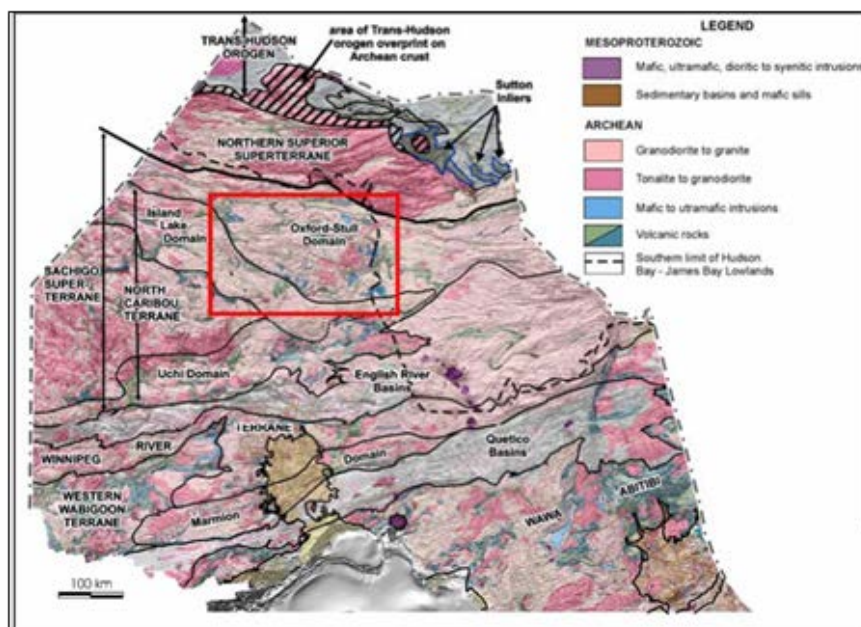 TRANS-HUDSON
OROGEN
area of Trans-Hudson
orogen overprint on
Archean crust
Sutton
Inliers
NORTHERN SUPERIOR
SUPERTERRANE
Island
Lake
Domain
Oxford-Stull
Domain
SACHIGO
SUPER
TERRANE
NORTH
CARIBOU
TERRANE
Uchi Domain
English River
Basins
TERRANE
RIVER
WINNIPEG
Domain
Quetico
Basins
WESTERN
WABIGOON
TERRANE
Marmion
WAWA
ABITIBI
100 km
LEGEND
MESOPROTEROZOIC
Mafic, ultramafic, dioritic to syenitic intrusions
Sedimentary basins and mafic sills
ARCHEAN
Granodiorite to granite
Tonalite to granodiorite
Mafic to utramafic intrusions
Volcanic rocks
Southern limit of Hudson
Bay - James Bay Lowlands